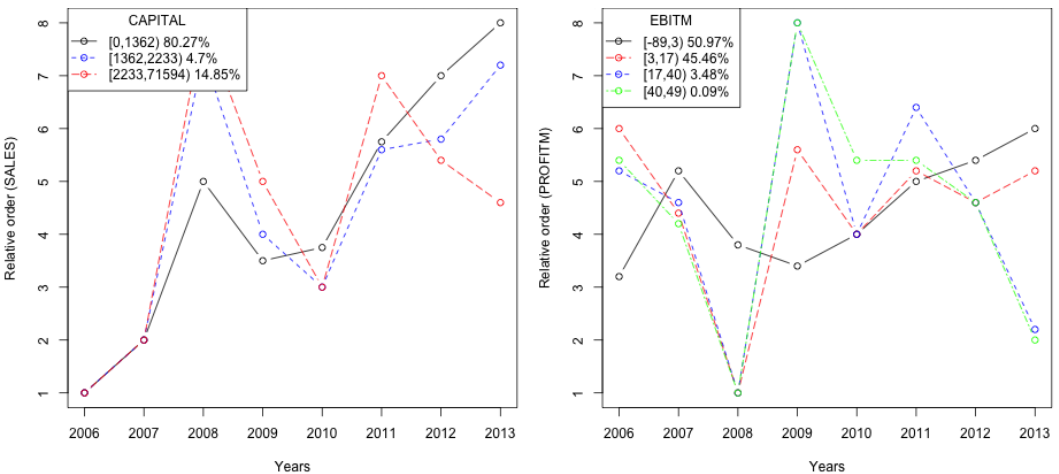 CAPITAL
[0,1362) 80.27%
[1362,2233) 4.7%
[2233,71594) 14.85%
Relative order (SALES)
8
7
6
5
4
3
2
1
2006 2007 2008 2009 2010 2011 2012 2013
Years
EBITM
[-89,3) 50.97%
[3,17) 45.46%
[17,40) 3.48%
[40,49) 0.09%
Relative order (PROFITM)
8
7
6
5
4
3
2
1
2006 2007 2008 2009 2010 2011 2012 2013
Years